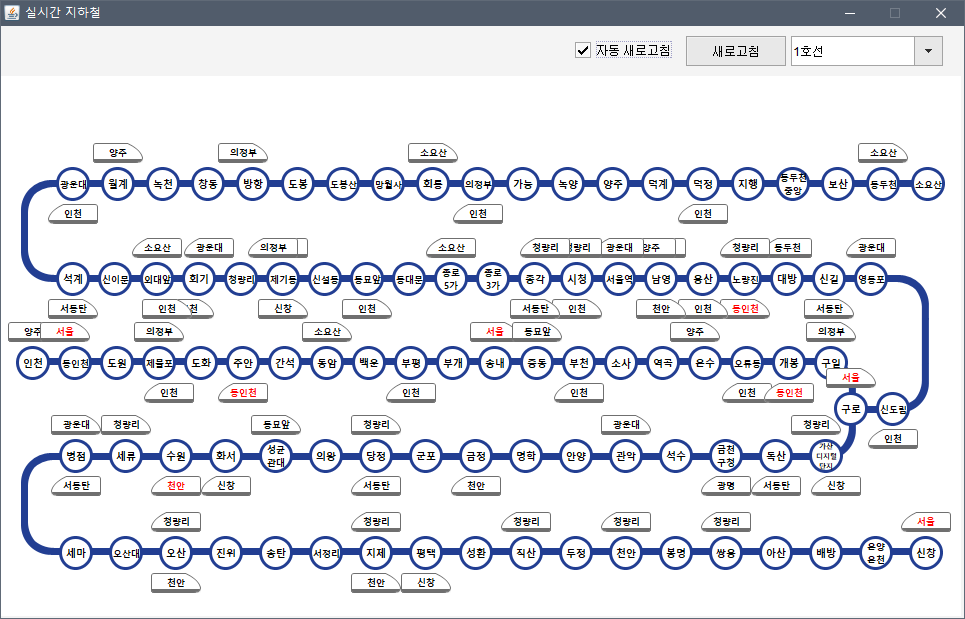 실시간 지하철
자동 새로고침 새로고침 1호선
양주 의정부 소요산 소요산
광운대 월계 녹천 창동 방학 도봉 도봉산 망월사 회룡 의정부 가능 녹양 양주 덕계 덕정 지행 동두천중앙 보산 동두천 소요산
인천 인천 인천
소요산 광운대 의정부 소요산 청량리 청량리 광운대 양주 청량리 동두천 광운대
석계 신이문 외대앞 회기 청량리 제기동 신설동 동묘앞 동대문 종로5가 종로3가 종각 시청 서울역 남영 용산 노량진 대방 신길 영등포
서동탄 인천 신창 인천 서동탄 인천 천안 인천 동인천 서동탄
양주 서울 의정부 소요산 서울 동묘앞 양주 의정부
인천 동인천 도원 제물포 도화 주안 간석 동암 백운 부평 부개 송내 중동 부천 소사 역곡 온수 오류동 개봉 구일
서울
인천 동인천 인천 인천 인천 동인천
구로 신도림
인천
광운대 청량리 동묘앞 청량리 광운대 청량리
병점 세류 수원 화서 성균관대 의왕 당정 군포 금정 명학 안양 관악 석수 금천구청 독산 가산디지털단지
서동탄 천안 신창 서동탄 천안 광명 서동탄 신창
청량리 청량리 청량리 청량리 청량리 서울
세마 오산대 오산 진위 송탄 서정리 지제 평택 성환 직산 두정 천안 봉명 쌍용 아산 배방 온양온천 신창
천안 천안 신창